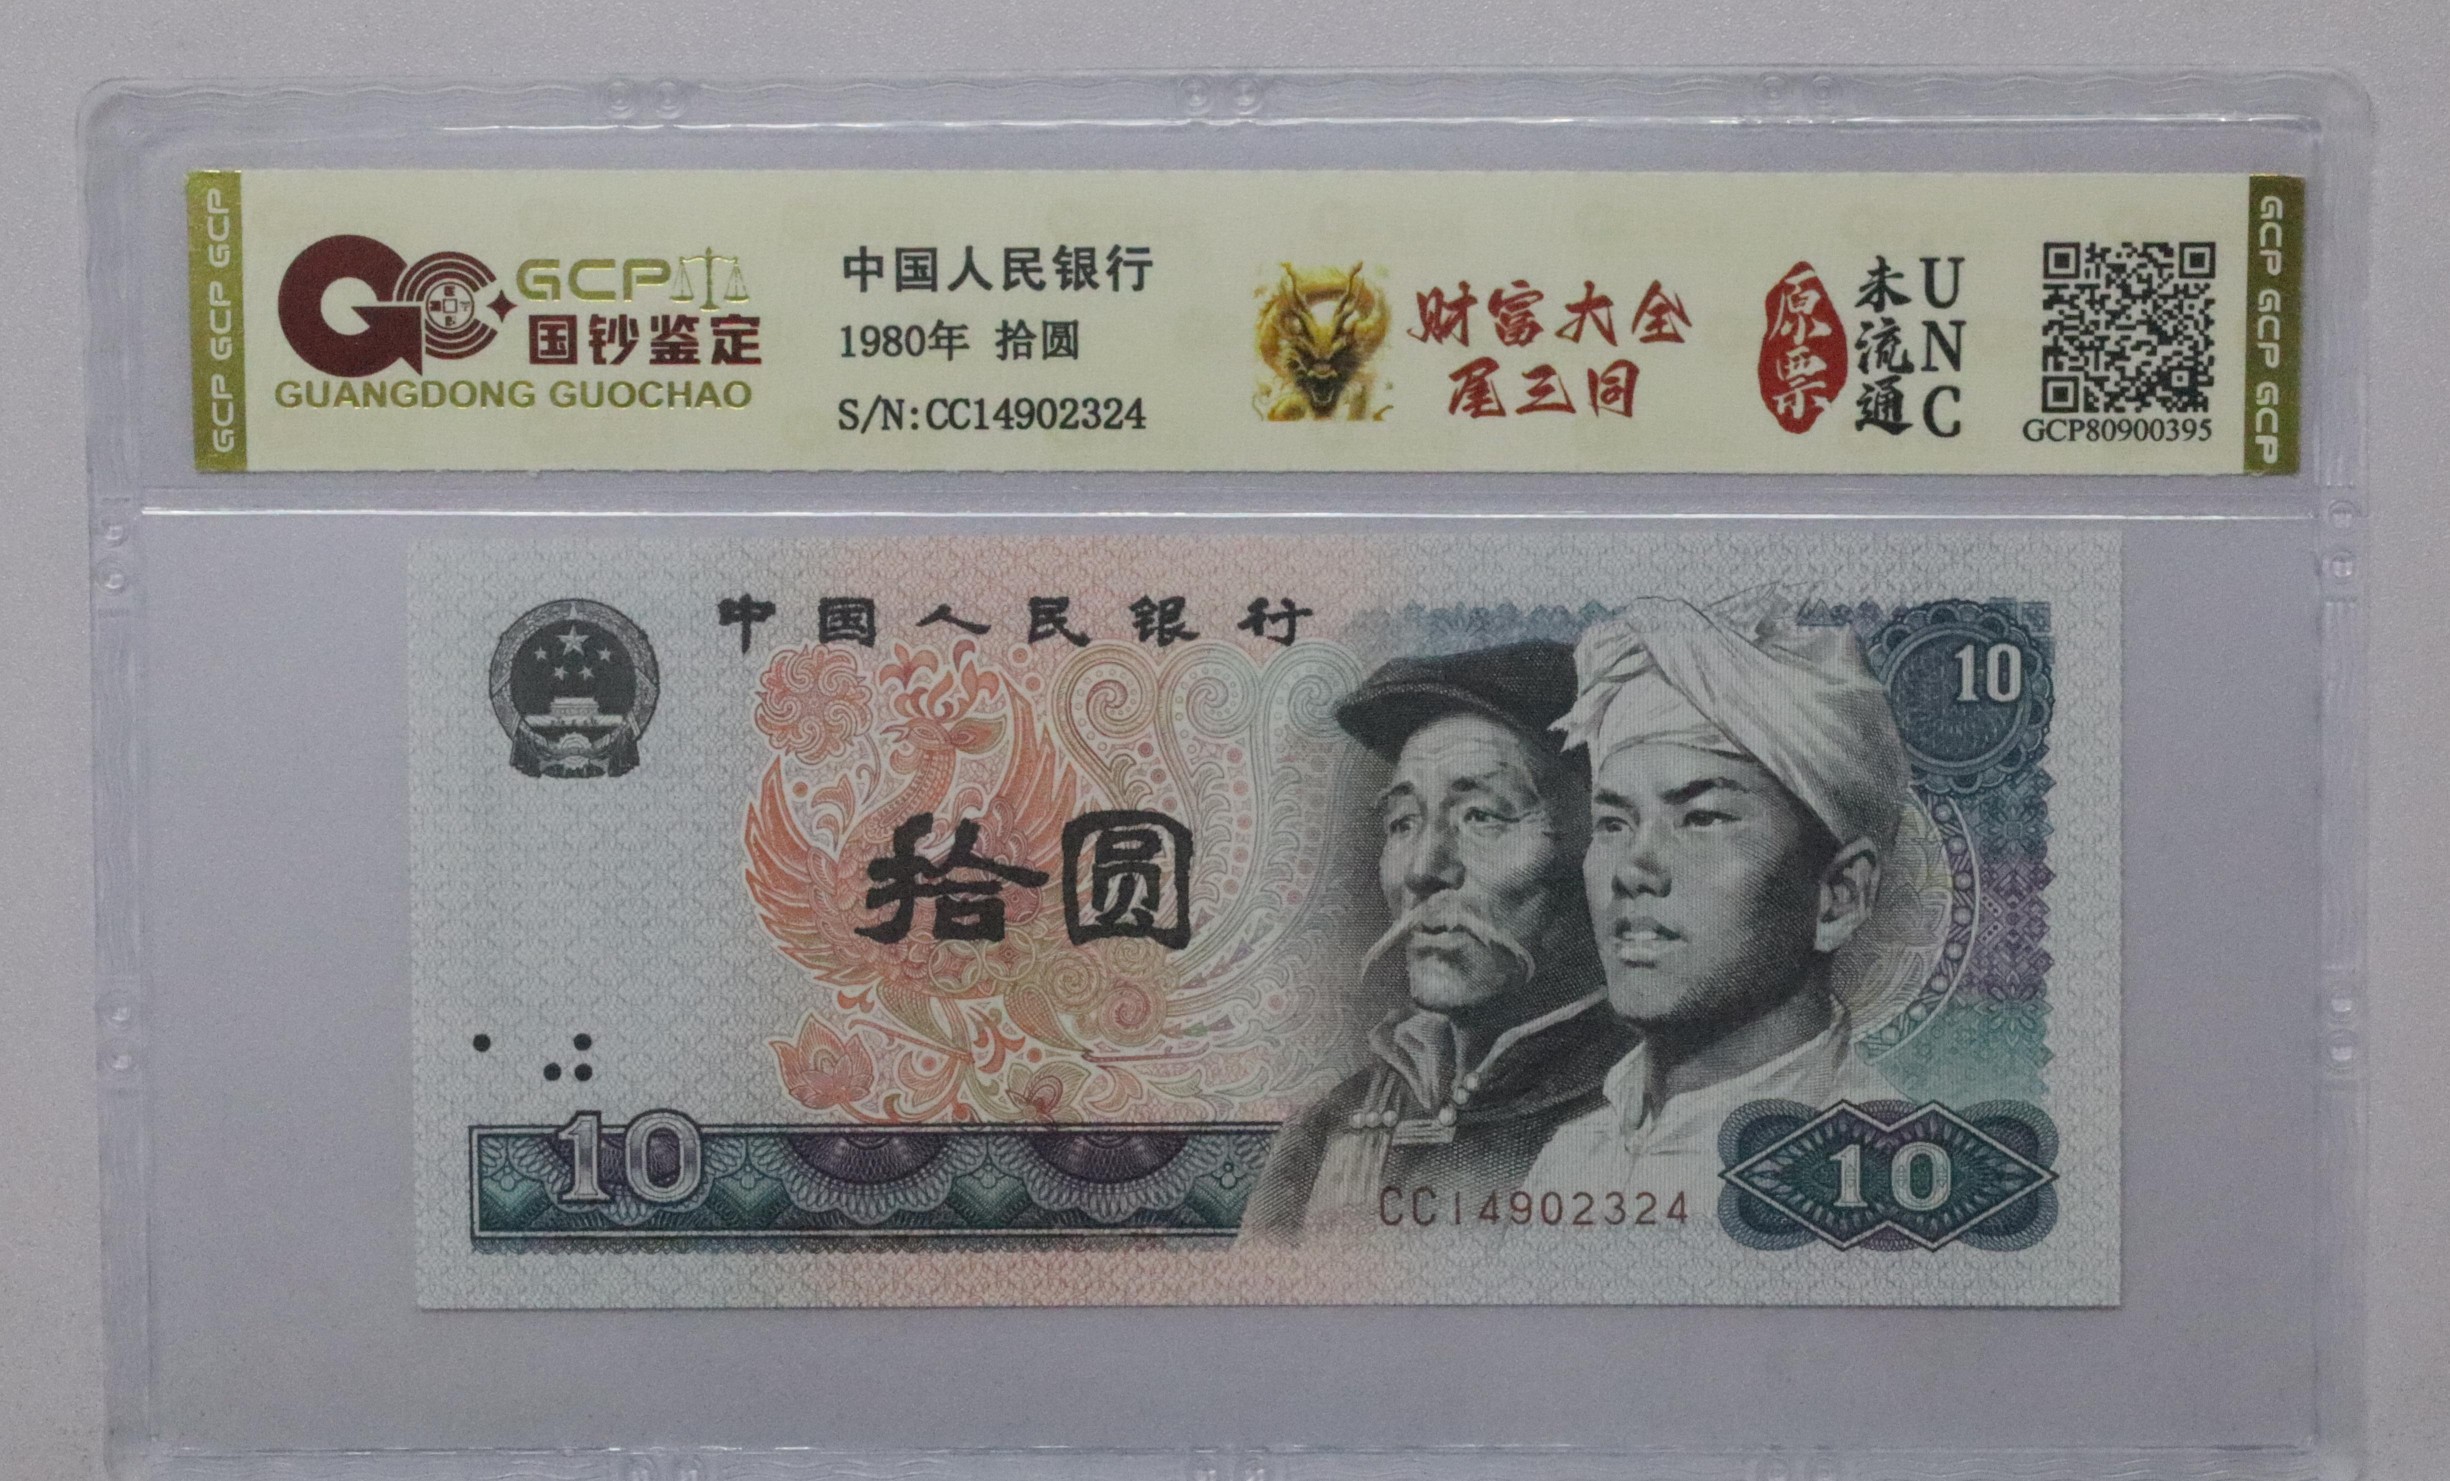 GCP GCP GCP
GCP
国钞鉴定
GUANGDONG GUOCHAO
中国人民银行
1980年 拾圆
S/N:CC14902324
财富大全
尾三同
原票
未流通
UNC
GCP80900395
GCP GCP GCP
中国人民银行
10
拾圆
10
CC14902324
10